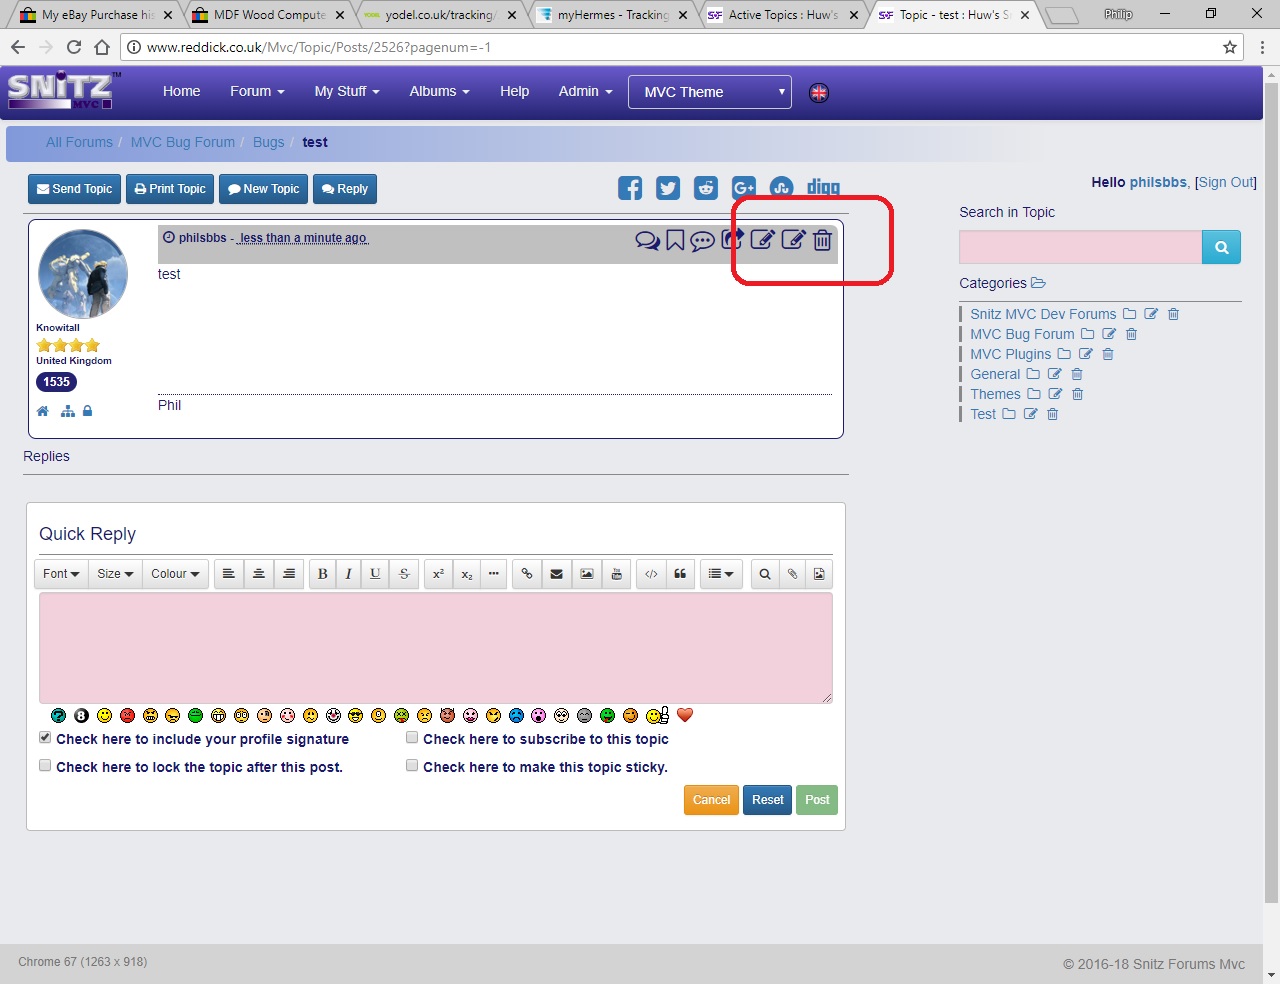 My eBay Purchase his
MDF Wood Compute
yodel.co.uk/tracking/
myHermes - Tracking
Active Topics : Huw's S
Topic - test : Huw's S
Philip
www.reddick.co.uk/Mvc/Topic/Posts/2526?pagenum=-1
SNITZ™ MVC
Home
Forum
My Stuff
Albums
Help
Admin
MVC Theme
All Forums / MVC Bug Forum / Bugs / test
Send Topic
Print Topic
New Topic
Reply
digg
Hello philsbbs, [Sign Out]
Search in Topic
philsbbs - less than a minute ago
test
Knowitall
United Kingdom
1535
Phil
Categories
Snitz MVC Dev Forums
MVC Bug Forum
MVC Plugins
General
Themes
Test
Replies
Quick Reply
Font
Size
Colour
B I U S x² x₂
Check here to include your profile signature
Check here to subscribe to this topic
Check here to lock the topic after this post.
Check here to make this topic sticky.
Cancel
Reset
Post
Chrome 67 (1263 x 918)
© 2016-18 Snitz Forums Mvc